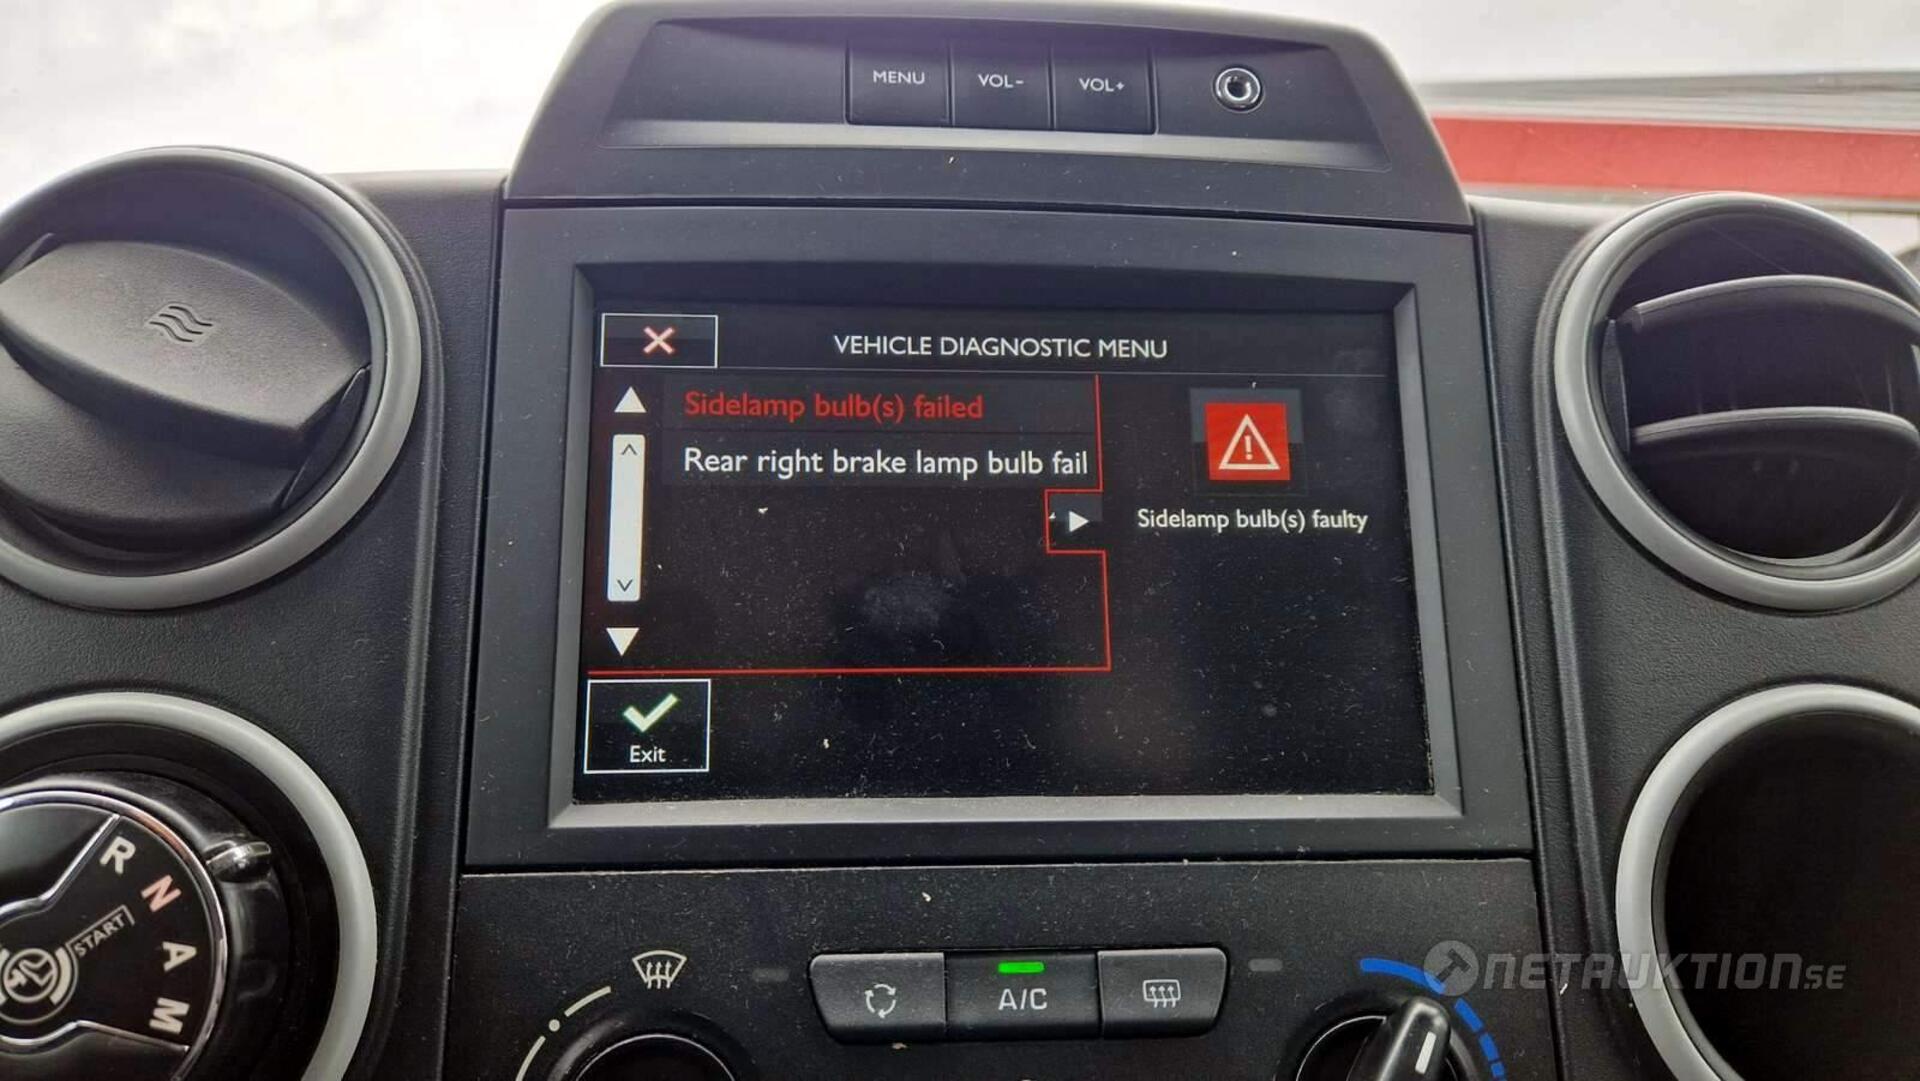 MENU
VOL-
VOL+
VEHICLE DIAGNOSTIC MENU
Sidelamp bulb(s) failed
Rear right brake lamp bulb fail
Sidelamp bulb(s) faulty
Exit
R
N
A
M
START
A/C
NETAUKTION.SE